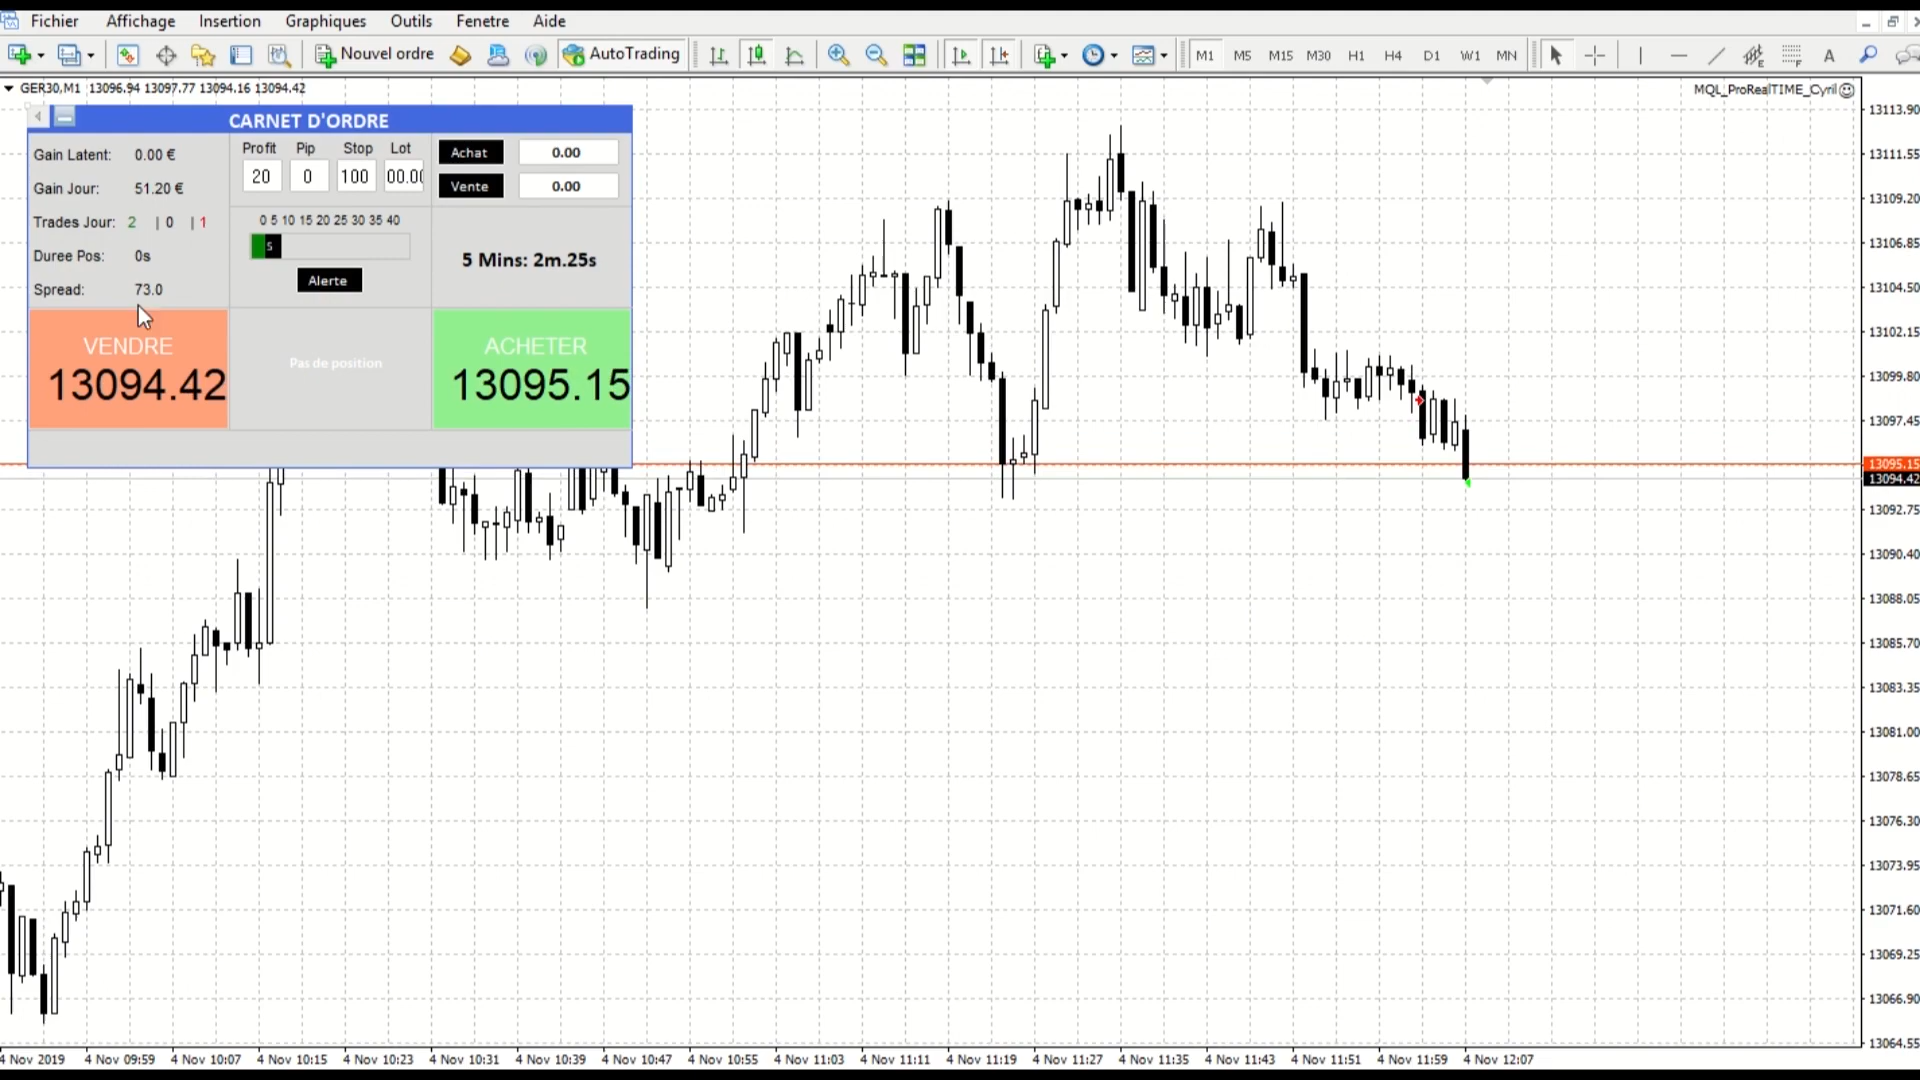 Fichier Affichage Insertion Graphiques Outils Fenetre Aide
Nouvel ordre AutoTrading M1 M5 M15 M30 H1 H4 D1 W1 MN A
GER30,M1 13096.94 13097.77 13094.16 13094.42
MQL_ProRealTIME_Cyril
CARNET D'ORDRE
Gain Latent: 0.00 €
Gain Jour: 51.20 €
Trades Jour: 2 | 0 | 1
Duree Pos: 0s
Spread: 73.0
Profit Pip Stop Lot
20 0 100 00.00
0 5 10 15 20 25 30 35 40
S
Alerte
Achat 0.00
Vente 0.00
5 Mins: 2m.25s
VENDRE
13094.42
Pas de position
ACHETER
13095.15
13113.90
13111.55
13109.20
13106.85
13104.50
13102.15
13099.80
13097.45
13095.15
13094.42
13092.75
13090.40
13088.05
13085.70
13083.35
13081.00
13078.65
13076.30
13073.95
13071.60
13069.25
13066.90
13064.55
4 Nov 2019 4 Nov 09:59 4 Nov 10:07 4 Nov 10:15 4 Nov 10:23 4 Nov 10:31 4 Nov 10:39 4 Nov 10:47 4 Nov 10:55 4 Nov 11:03 4 Nov 11:11 4 Nov 11:19 4 Nov 11:27 4 Nov 11:35 4 Nov 11:43 4 Nov 11:51 4 Nov 11:59 4 Nov 12:07